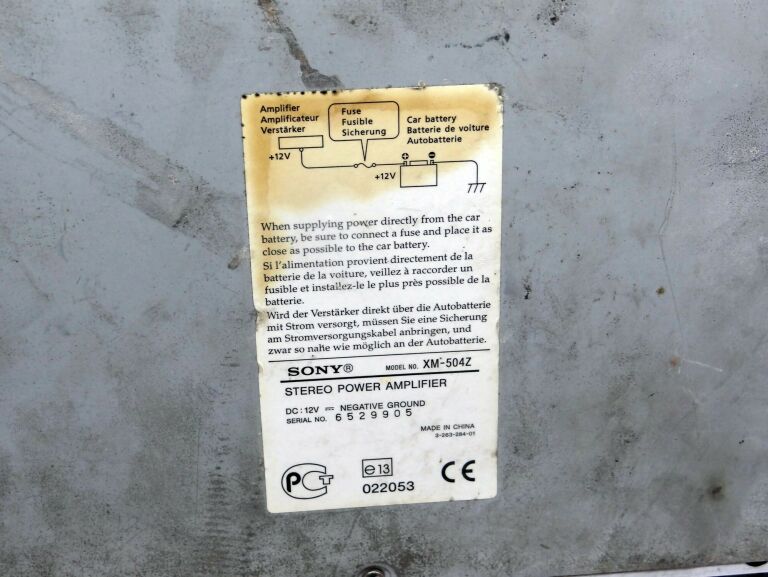 Amplifier
Amplificateur
Verstärker
Fuse
Fusible
Sicherung
Car battery
Batterie de voiture
Autobatterie
+12V
+12V
When supplying power directly from the car
battery, be sure to connect a fuse and place it as
close as possible to the car battery.
Si l'alimentation provient directement de la
batterie de la voiture, veillez à raccorder un
fusible et installez-le le plus près possible de la
batterie.
Wird der Verstärker direkt über die Autobatterie
mit Strom versorgt, müssen Sie eine Sicherung
am Stromversorgungskabel anbringen, und
zwar so nahe wie möglich an der Autobatterie.
SONY® MODEL NO. XM-504Z
STEREO POWER AMPLIFIER
DC: 12V ⎓ NEGATIVE GROUND
SERIAL NO. 6529905
MADE IN CHINA
3-263-284-01
PCT e13 CE
022053